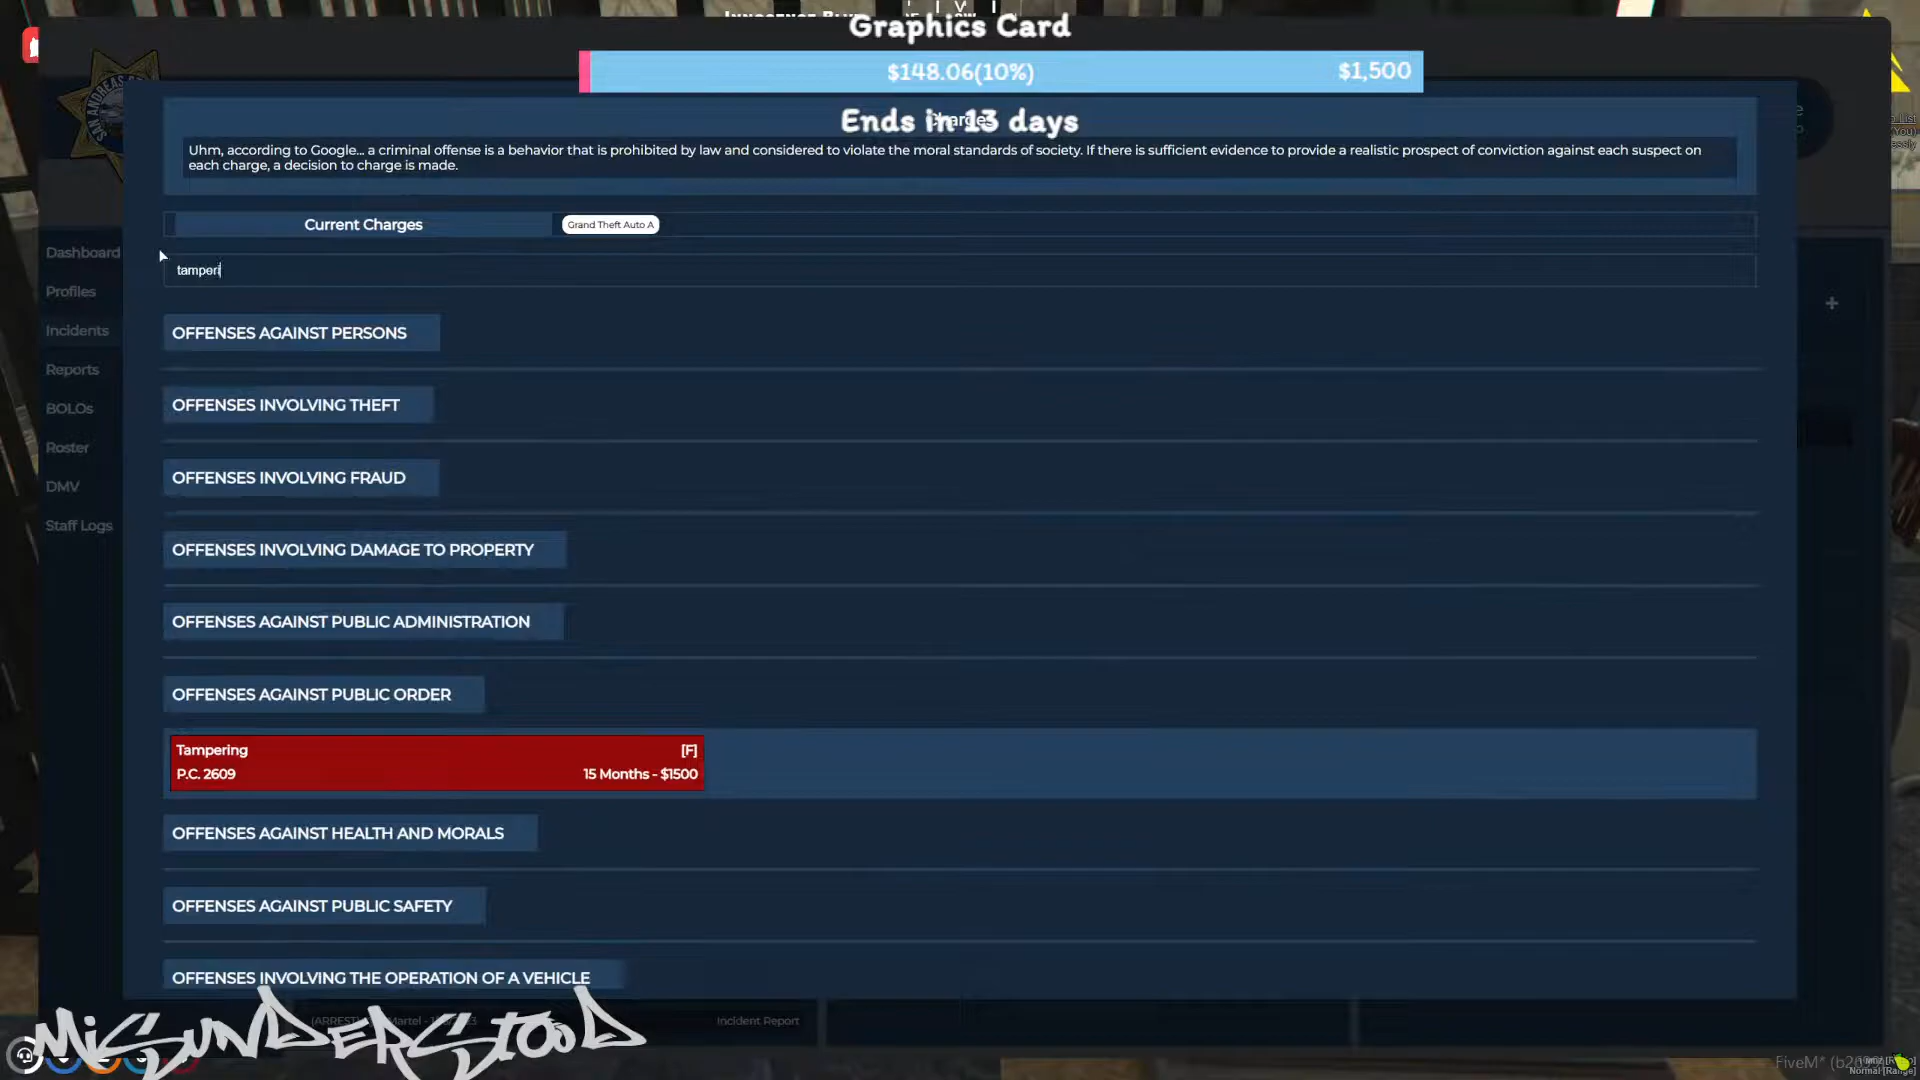 Graphics Card
$148.06(10%)
$1,500
Ends in 13 days
Charges
Uhm, according to Google... a criminal offense is a behavior that is prohibited by law and considered to violate the moral standards of society. If there is sufficient evidence to provide a realistic prospect of conviction against each suspect on
each charge, a decision to charge is made.
Current Charges
Grand Theft Auto A
tamperi
Dashboard
Profiles
Incidents
Reports
BOLOs
Roster
DMV
Staff Logs
OFFENSES AGAINST PERSONS
OFFENSES INVOLVING THEFT
OFFENSES INVOLVING FRAUD
OFFENSES INVOLVING DAMAGE TO PROPERTY
OFFENSES AGAINST PUBLIC ADMINISTRATION
OFFENSES AGAINST PUBLIC ORDER
Tampering [F]
P.C. 2609 15 Months - $1500
OFFENSES AGAINST HEALTH AND MORALS
OFFENSES AGAINST PUBLIC SAFETY
OFFENSES INVOLVING THE OPERATION OF A VEHICLE
Incident Report
MiSUNDERSTOOD
FiveM*
Normal [Range]